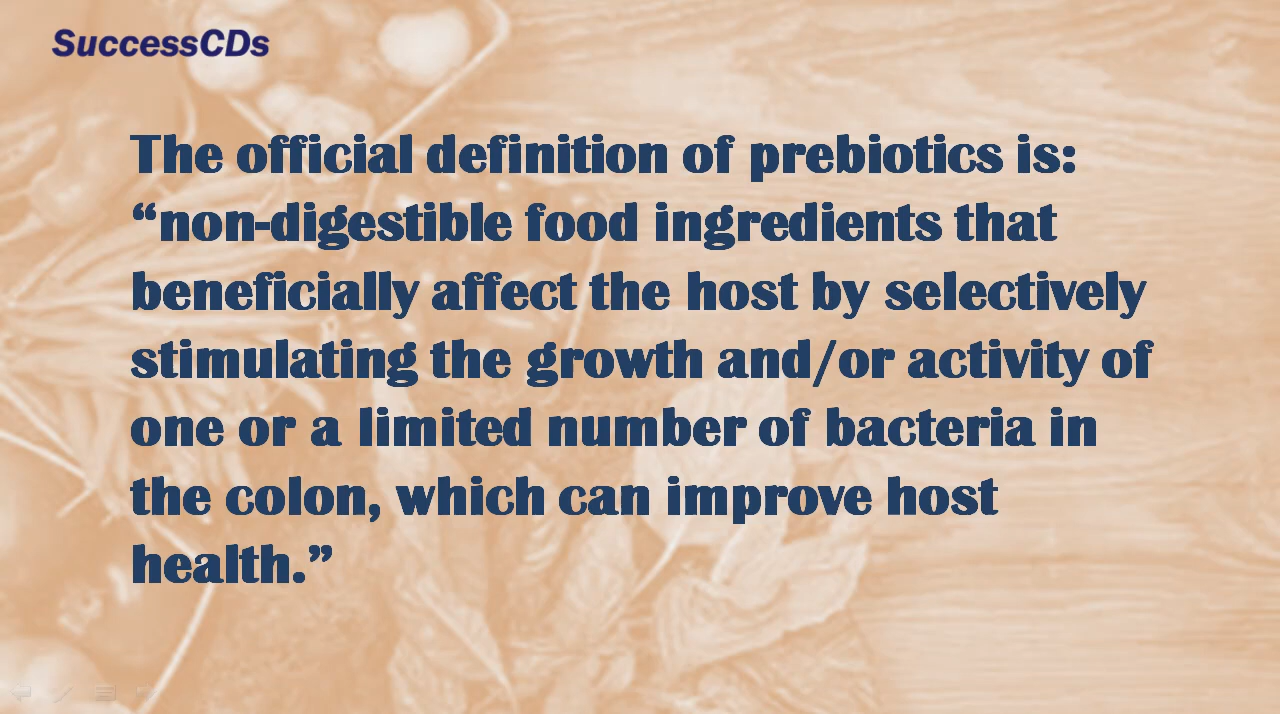 SuccessCDs
The official definition of prebiotics is:
“non-digestible food ingredients that
beneficially affect the host by selectively
stimulating the growth and/or activity of
one or a limited number of bacteria in
the colon, which can improve host
health.”